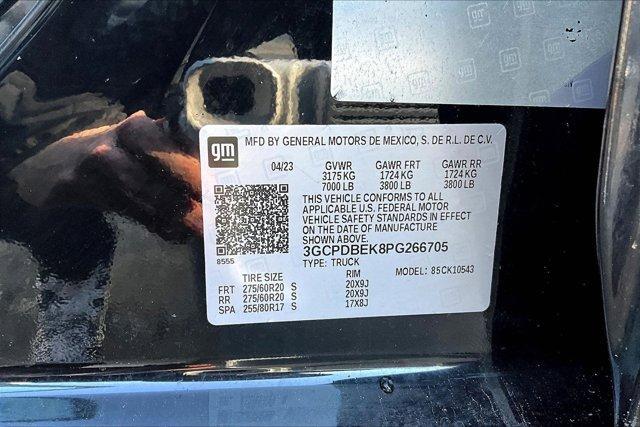 gm
MFD BY GENERAL MOTORS DE MEXICO, S. DE R.L. DE C.V.
04/23 GVWR GAWR FRT GAWR RR
3175 KG 1724 KG 1724 KG
7000 LB 3800 LB 3800 LB
THIS VEHICLE CONFORMS TO ALL
APPLICABLE U.S. FEDERAL MOTOR
VEHICLE SAFETY STANDARDS IN EFFECT
ON THE DATE OF MANUFACTURE
SHOWN ABOVE.
3GCPDBEK8PG266705
8555 TYPE: TRUCK MODEL: 85CK10543
TIRE SIZE RIM
FRT 275/60R20 S 20X9J
RR 275/60R20 S 20X9J
SPA 255/80R17 S 17X8J